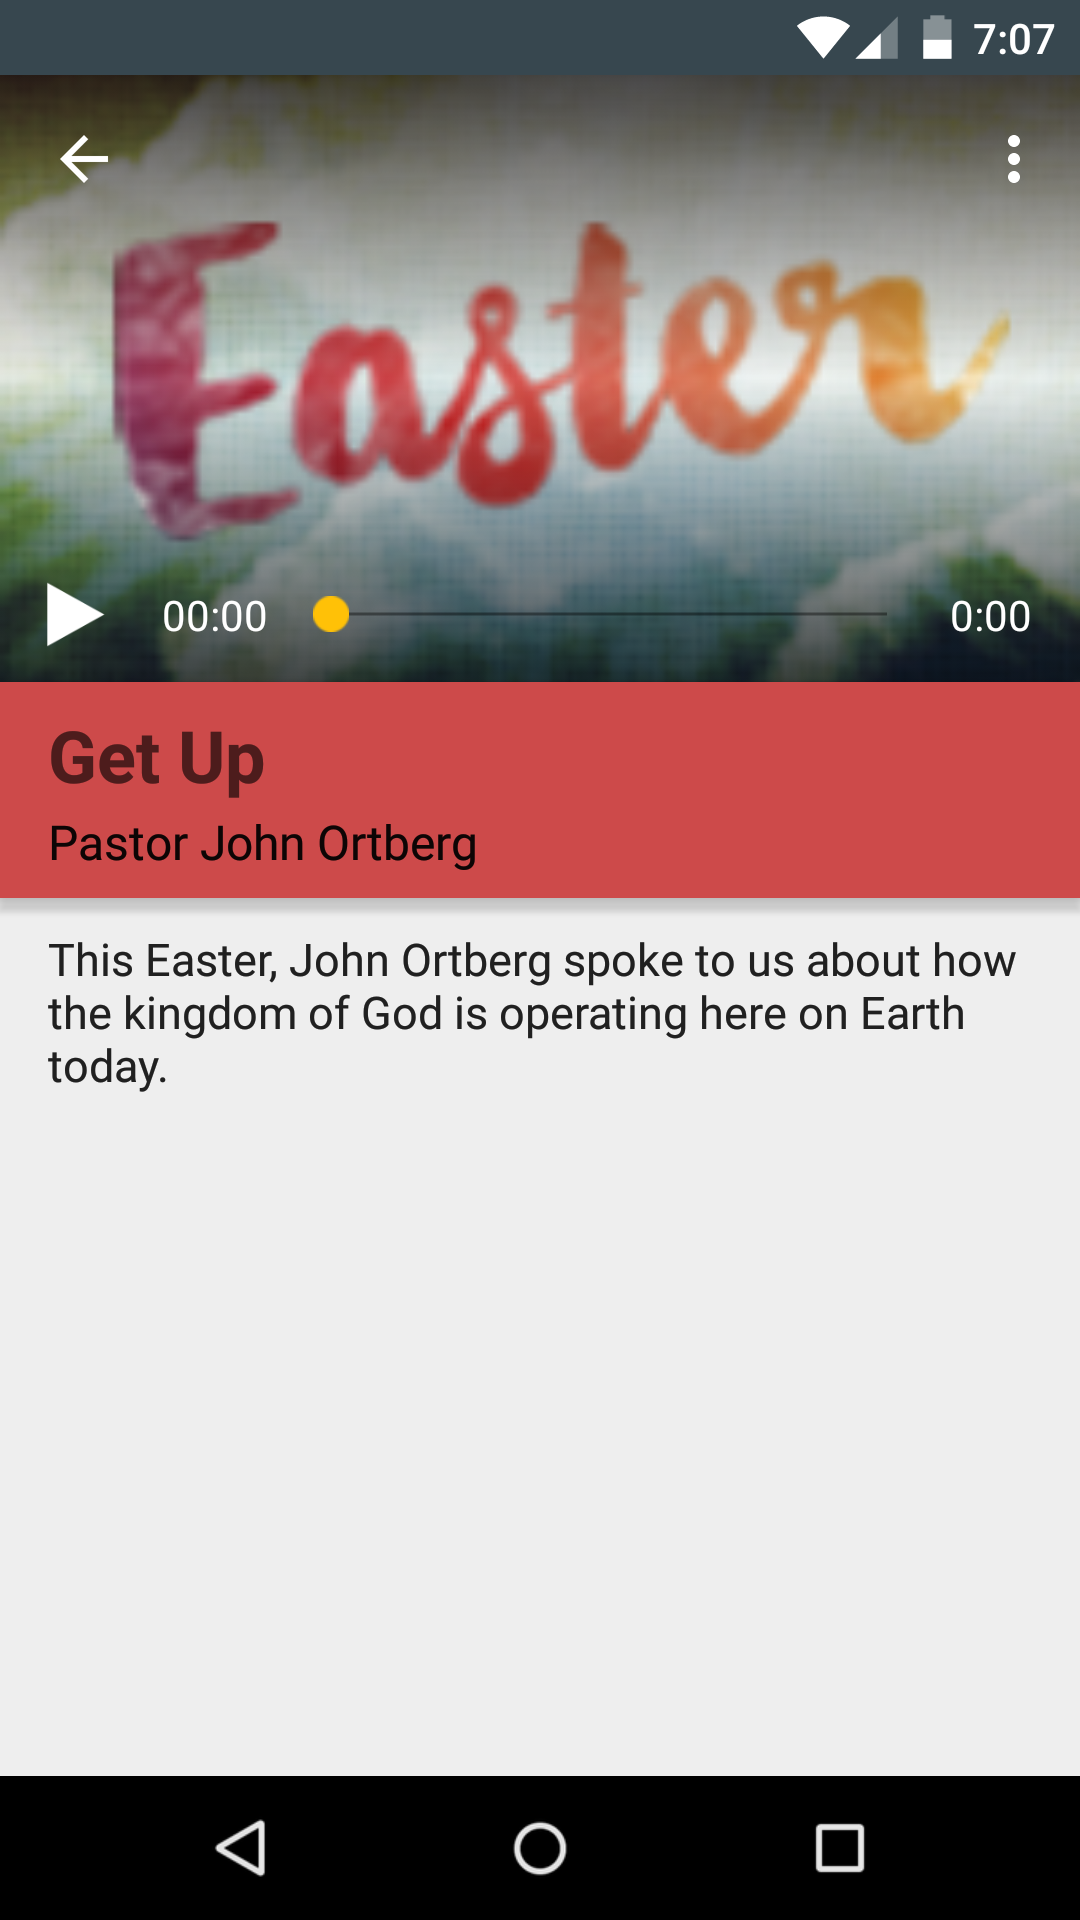 7:07
Easter
00:00 0:00
Get Up
Pastor John Ortberg
This Easter, John Ortberg spoke to us about how
the kingdom of God is operating here on Earth
today.